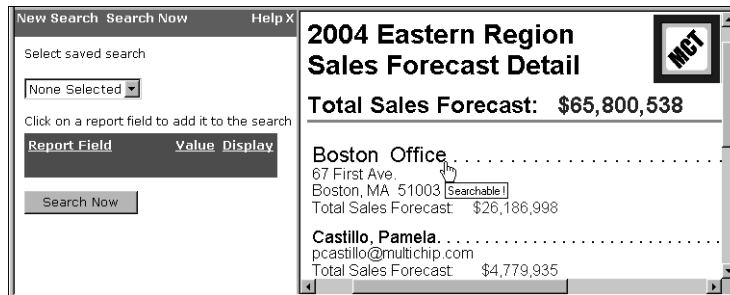 New Search Search Now Help X
Select saved search
None Selected
Click on a report field to add it to the search
Report Field Value Display
Search Now
2004 Eastern Region
Sales Forecast Detail
MCT
Total Sales Forecast: $65,800,538
Boston Office. . . . . . . . . . . . . . . . . . . . . . .
67 First Ave.
Boston, MA 51003
Searchable!
Total Sales Forecast: $26,186,998
Castillo, Pamela. . . . . . . . . . . . . . . . . . . . . . . .
pcastillo@multichip.com
Total Sales Forecast: $4,779,935